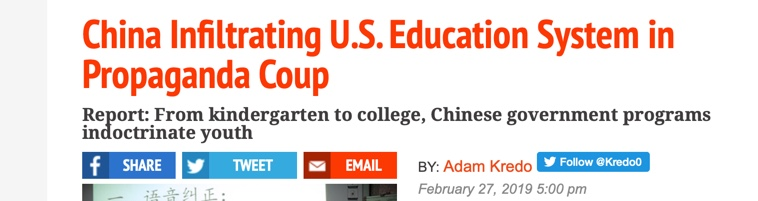 China Infiltrating U.S. Education System in
Propaganda Coup
Report: From kindergarten to college, Chinese government programs
indoctrinate youth
SHARE TWEET EMAIL BY: Adam Kredo Follow @Kredo0
February 27, 2019 5:00 pm
一、语音纠正: